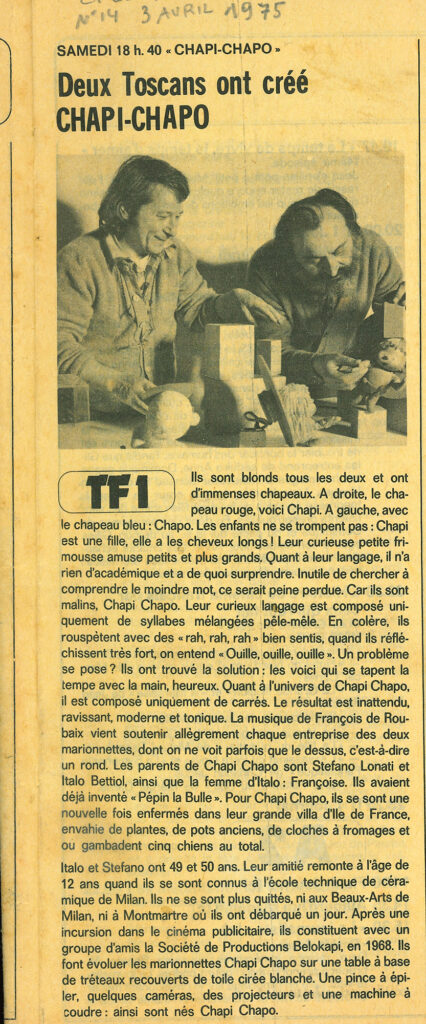 N°14 3 AVRIL 1975
SAMEDI 18 h. 40 « CHAPI-CHAPO »
Deux Toscans ont créé
CHAPI-CHAPO
TF1
Ils sont blonds tous les deux et ont
d'immenses chapeaux. A droite, le cha-
peau rouge, voici Chapi. A gauche, avec
le chapeau bleu : Chapo. Les enfants ne se trompent pas : Chapi
est une fille, elle a les cheveux longs ! Leur curieuse petite fri-
mousse amuse petits et plus grands. Quant à leur langage, il n'a
rien d'académique et a de quoi surprendre. Inutile de chercher à
comprendre le moindre mot, ce serait peine perdue. Car ils sont
malins, Chapi Chapo. Leur curieux langage est composé uni-
quement de syllabes mélangées pêle-mêle. En colère, ils
rouspètent avec des « rah, rah, rah » bien sentis, quand ils réflé-
chissent très fort, on entend « Ouille, ouille, ouille ». Un problème
se pose ? Ils ont trouvé la solution : les voici qui se tapent la
tempe avec la main, heureux. Quant à l'univers de Chapi Chapo,
il est composé uniquement de carrés. Le résultat est inattendu,
ravissant, moderne et tonique. La musique de François de Rou-
baix vient soutenir allégrement chaque entreprise des deux
marionnettes, dont on ne voit parfois que le dessus, c'est-à-dire
un rond. Les parents de Chapi Chapo sont Stefano Lonati et
Italo Bettiol, ainsi que la femme d'Italo : Françoise. Ils avaient
déjà inventé « Pépin la Bulle ». Pour Chapi Chapo, ils se sont une
nouvelle fois enfermés dans leur grande villa d'Ile de France,
envahie de plantes, de pots anciens, de cloches à fromages et
ou gambadent cinq chiens au total.
Italo et Stefano ont 49 et 50 ans. Leur amitié remonte à l'âge de
12 ans quand ils se sont connus à l'école technique de céra-
mique de Milan. Ils ne se sont plus quittés, ni aux Beaux-Arts de
Milan, ni à Montmartre où ils ont débarqué un jour. Après une
incursion dans le cinéma publicitaire, ils constituent avec un
groupe d'amis la Société de Productions Belokapi, en 1968. Ils
font évoluer les marionnettes Chapi Chapo sur une table à base
de tréteaux recouverts de toile cirée blanche. Une pince à épi-
ler, quelques caméras, des projecteurs et une machine à
coudre : ainsi sont nés Chapi Chapo.